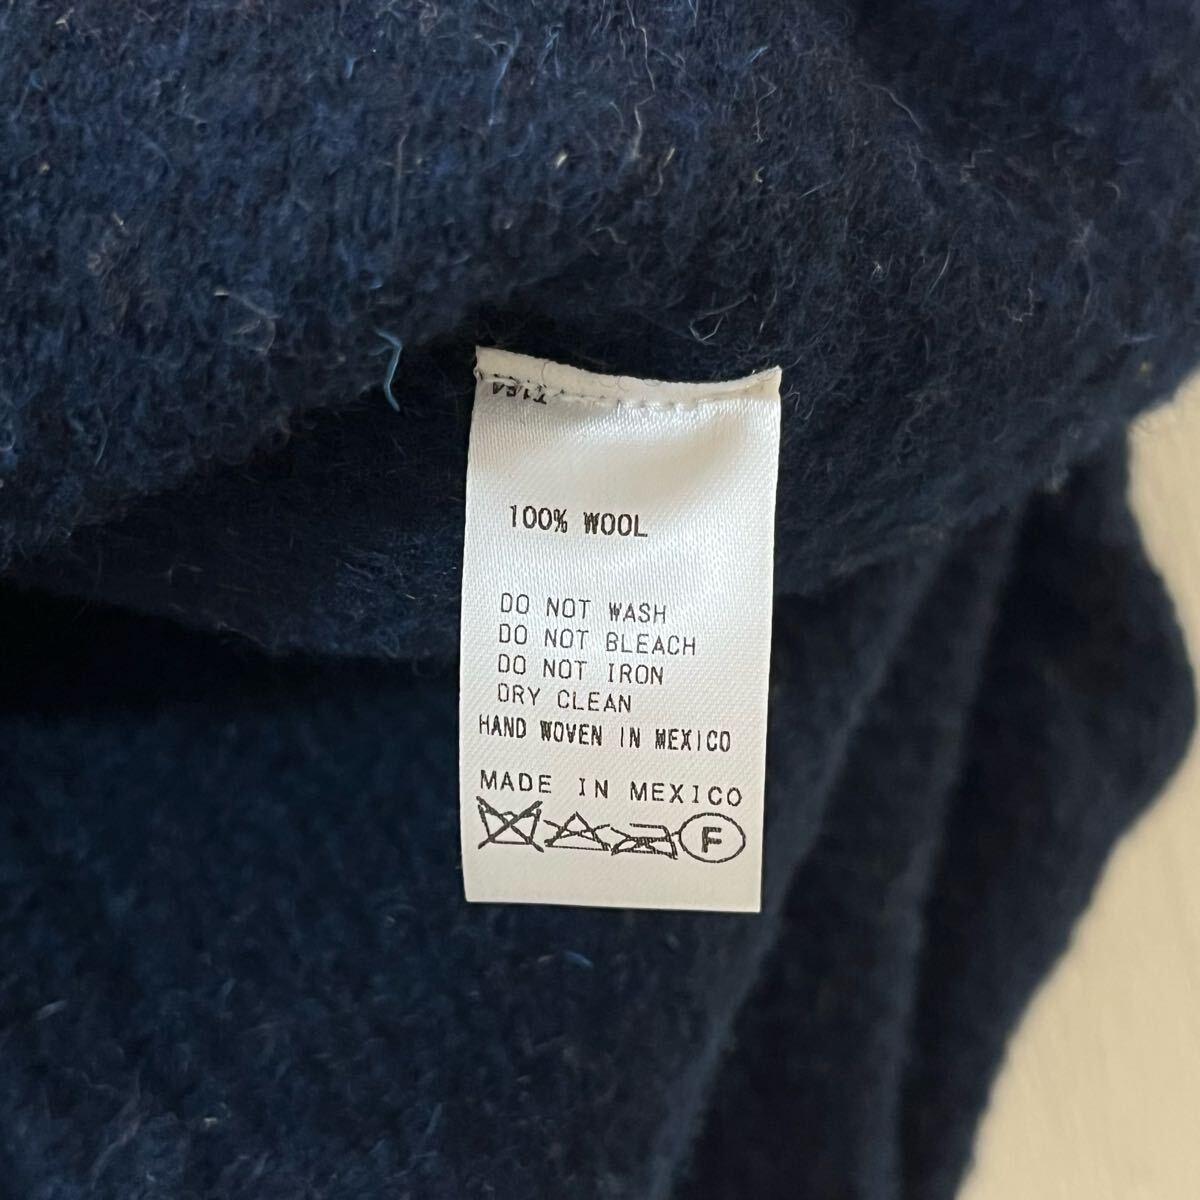 100% WOOL
DO NOT WASH
DO NOT BLEACH
DO NOT IRON
DRY CLEAN
HAND WOVEN IN MEXICO
MADE IN MEXICO
F